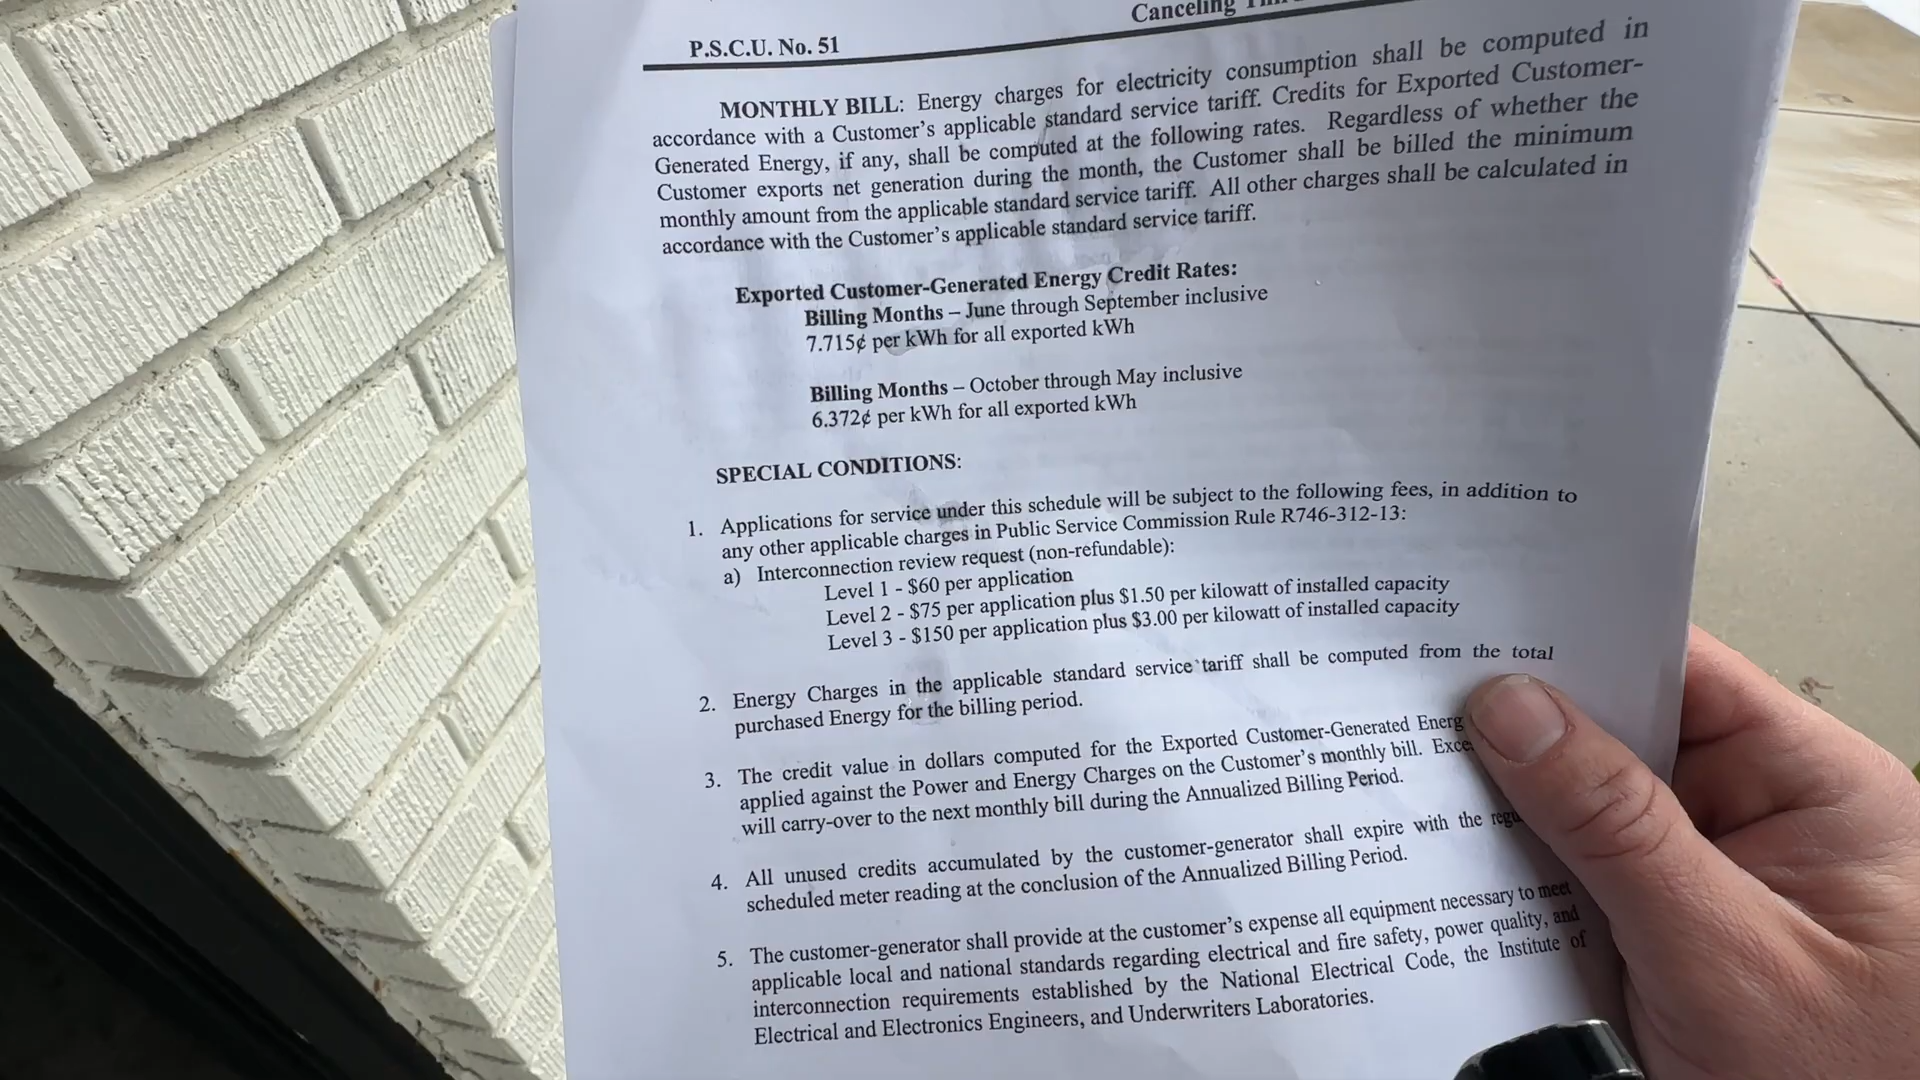 Canceling
P.S.C.U. No. 51
MONTHLY BILL: Energy charges for electricity consumption shall be computed in
accordance with a Customer's applicable standard service tariff. Credits for Exported Customer-
Generated Energy, if any, shall be computed at the following rates. Regardless of whether the
Customer exports net generation during the month, the Customer shall be billed the minimum
monthly amount from the applicable standard service tariff. All other charges shall be calculated in
accordance with the Customer's applicable standard service tariff.
Exported Customer-Generated Energy Credit Rates:
Billing Months – June through September inclusive
7.715¢ per kWh for all exported kWh
Billing Months – October through May inclusive
6.372¢ per kWh for all exported kWh
SPECIAL CONDITIONS:
1. Applications for service under this schedule will be subject to the following fees, in addition to
any other applicable charges in Public Service Commission Rule R746-312-13:
a) Interconnection review request (non-refundable):
Level 1 - $60 per application
Level 2 - $75 per application plus $1.50 per kilowatt of installed capacity
Level 3 - $150 per application plus $3.00 per kilowatt of installed capacity
2. Energy Charges in the applicable standard service tariff shall be computed from the total
purchased Energy for the billing period.
3. The credit value in dollars computed for the Exported Customer-Generated Energ
applied against the Power and Energy Charges on the Customer's monthly bill. Exce
will carry-over to the next monthly bill during the Annualized Billing Period.
4. All unused credits accumulated by the customer-generator shall expire with the regu
scheduled meter reading at the conclusion of the Annualized Billing Period.
5. The customer-generator shall provide at the customer's expense all equipment necessary to meet
applicable local and national standards regarding electrical and fire safety, power quality, and
interconnection requirements established by the National Electrical Code, the Institute of
Electrical and Electronics Engineers, and Underwriters Laboratories.